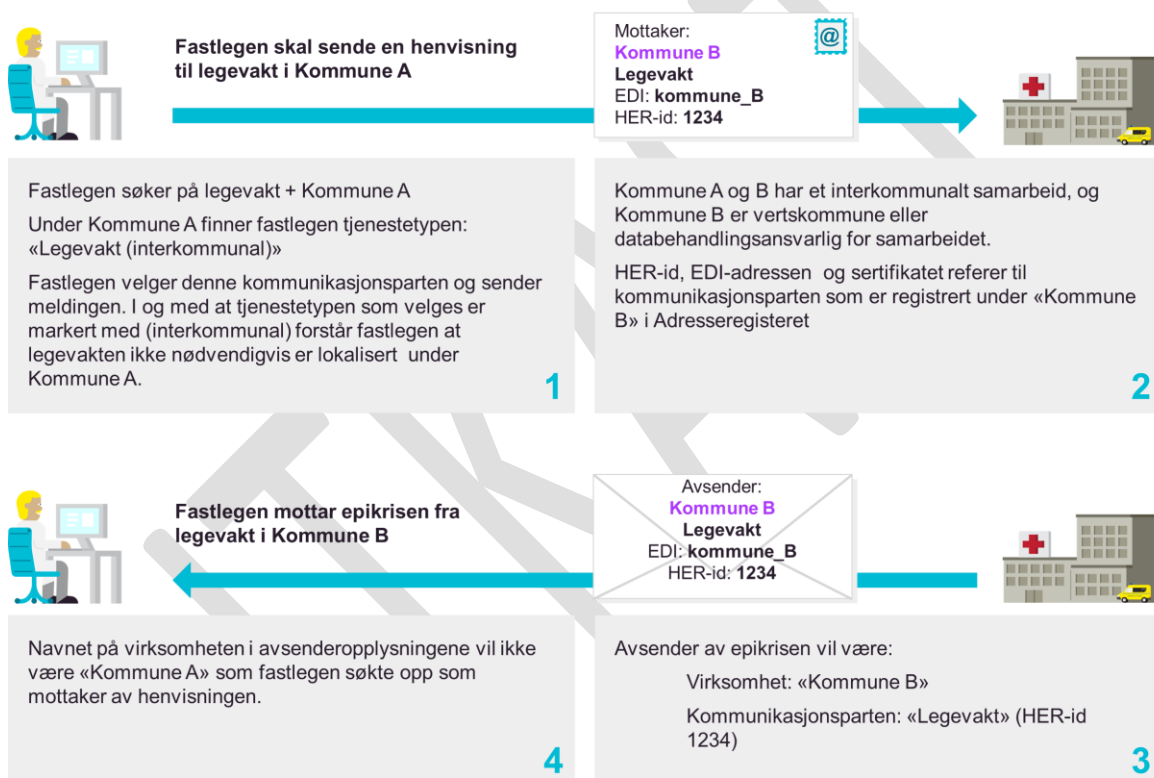 Fastlegen skal sende en henvisning
til legevakt i Kommune A
Mottaker:
Kommune B
Legevakt
EDI: kommune_B
HER-id: 1234
@
Fastlegen søker på legevakt + Kommune A
Under Kommune A finner fastlegen tjenestetypen:
«Legevakt (interkommunal)»
Fastlegen velger denne kommunikasjonsparten og sender
meldingen. I og med at tjenestetypen som velges er
markert med (interkommunal) forstår fastlegen at
legevakten ikke nødvendigvis er lokalisert under
Kommune A.
1
Kommune A og B har et interkommunalt samarbeid, og
Kommune B er vertskommune eller
databehandlingsansvarlig for samarbeidet.
HER-id, EDI-adressen og sertifikatet referer til
kommunikasjonsparten som er registrert under «Kommune
B» i Adresseregisteret
2
Fastlegen mottar epikrisen fra
legevakt i Kommune B
Avsender:
Kommune B
Legevakt
EDI: kommune_B
HER-id: 1234
Navnet på virksomheten i avsenderopplysningene vil ikke
være «Kommune A» som fastlegen søkte opp som
mottaker av henvisningen.
4
Avsender av epikrisen vil være:
Virksomhet: «Kommune B»
Kommunikasjonsparten: «Legevakt» (HER-id
1234)
3